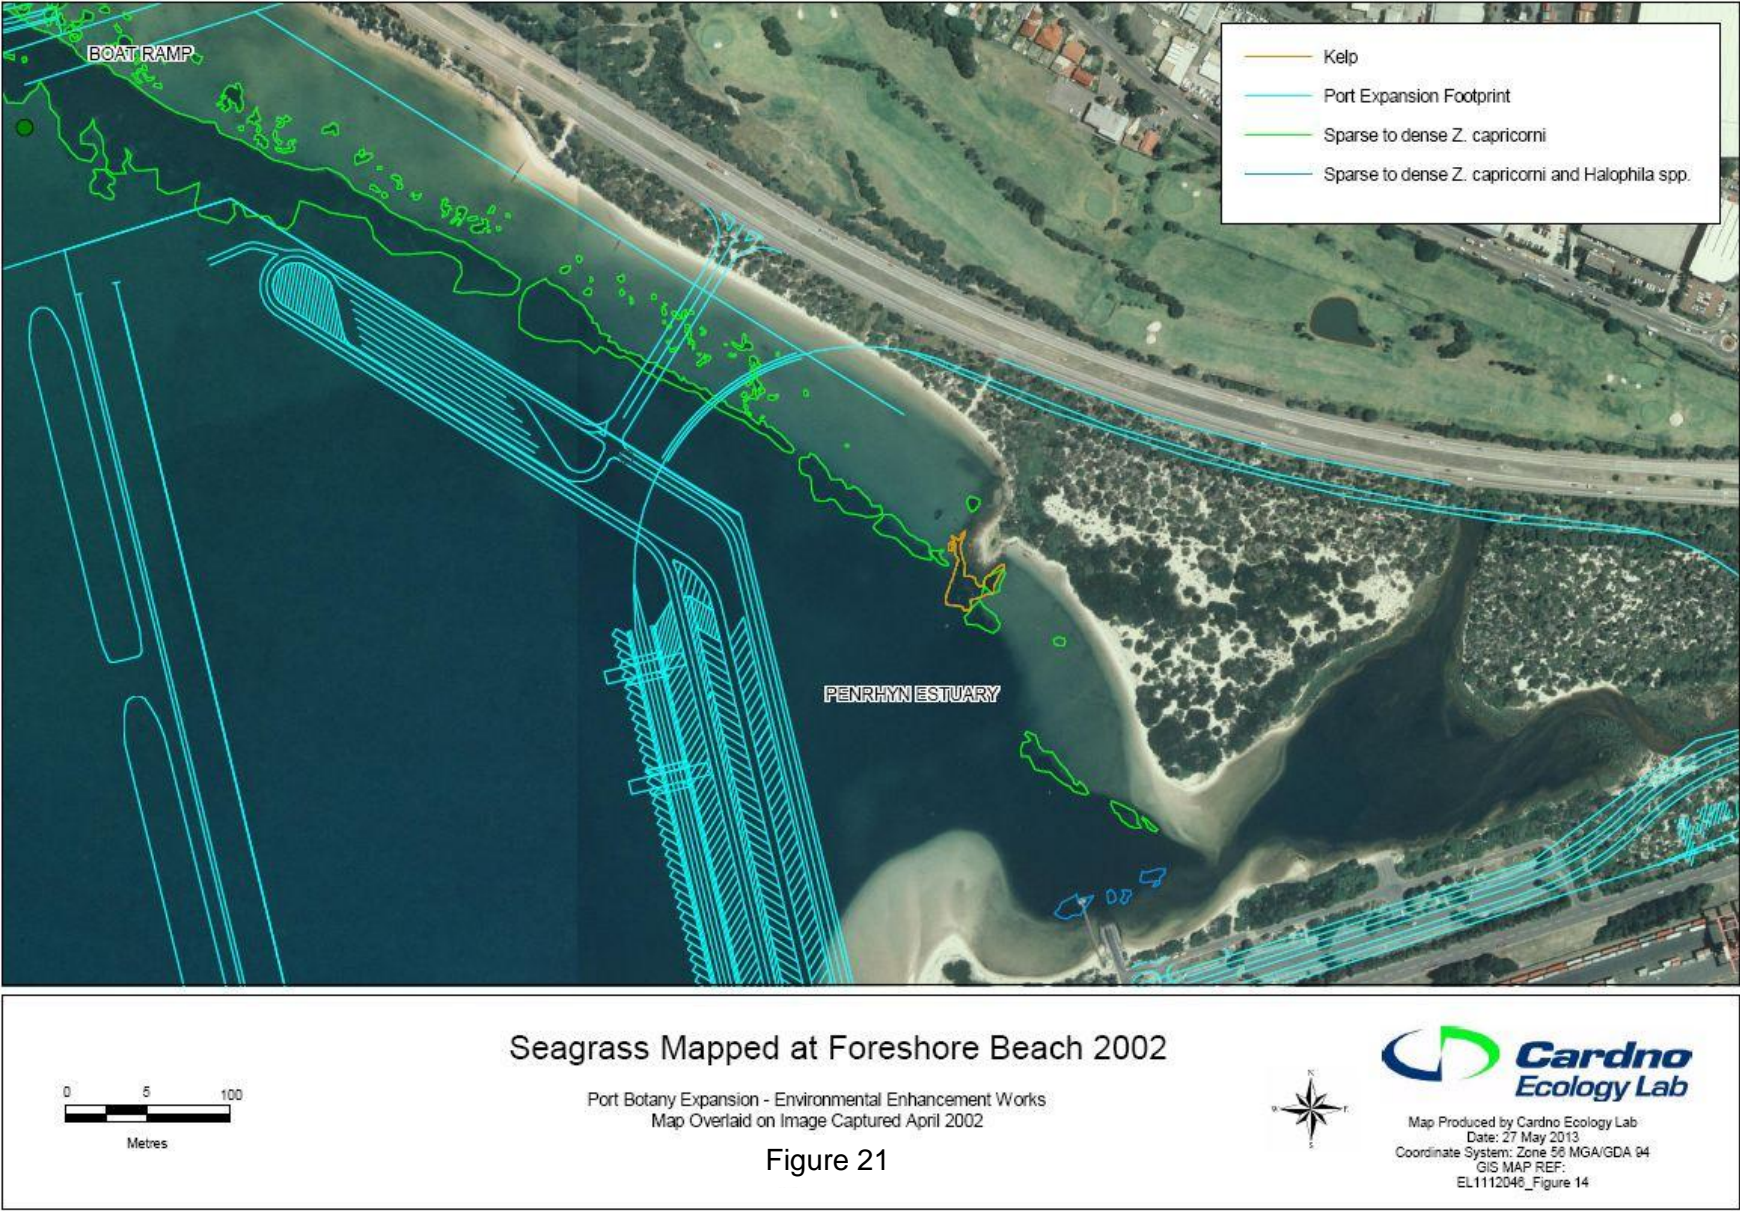 BOAT RAMP
Kelp
Port Expansion Footprint
Sparse to dense Z. capricorni
Sparse to dense Z. capricorni and Halophila spp.
PENRHYN ESTUARY
Seagrass Mapped at Foreshore Beach 2002
Port Botany Expansion - Environmental Enhancement Works
Map Overlaid on Image Captured April 2002
Figure 21
0 5 100
Metres
N
W E
S
Cardno
Ecology Lab
Map Produced by Cardno Ecology Lab
Date: 27 May 2013
Coordinate System: Zone 56 MGA/GDA 94
GIS MAP REF:
EL1112046_Figure 14